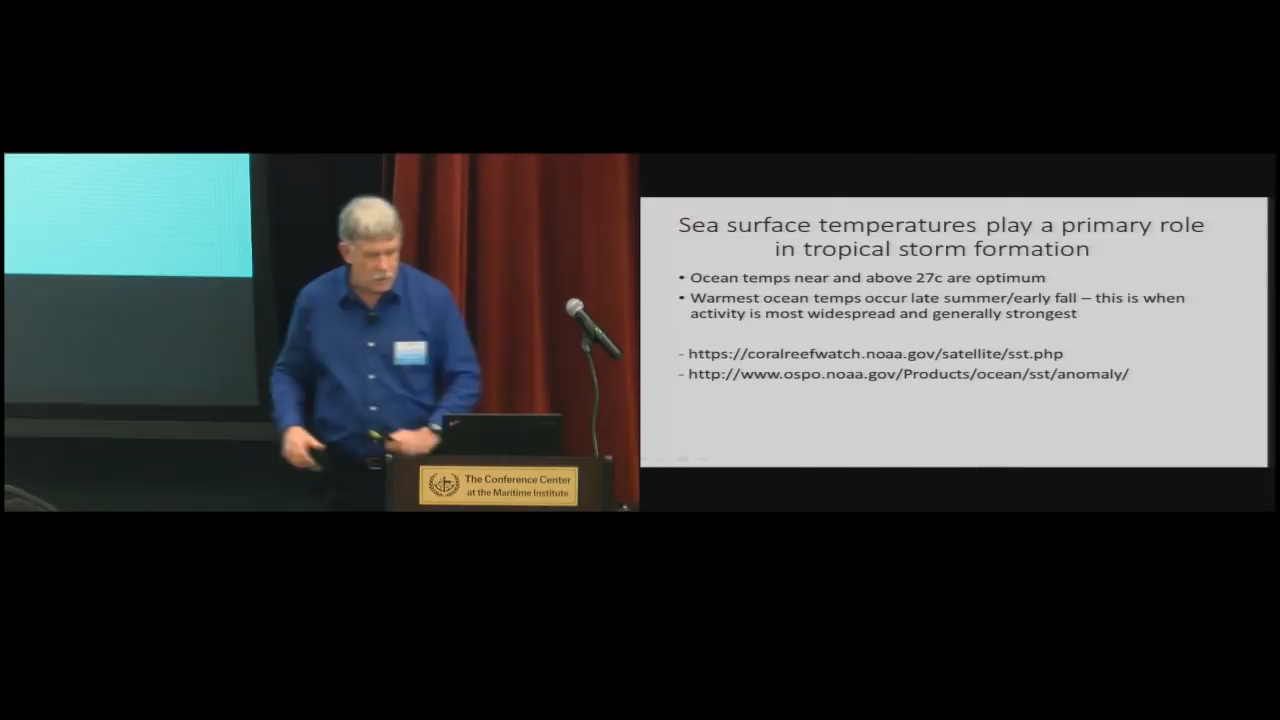 Sea surface temperatures play a primary role
in tropical storm formation
• Ocean temps near and above 27c are optimum
• Warmest ocean temps occur late summer/early fall – this is when
activity is most widespread and generally strongest
- https://coralreefwatch.noaa.gov/satellite/sst.php
- http://www.ospo.noaa.gov/Products/ocean/sst/anomaly/
The Conference Center
at the Maritime Institute